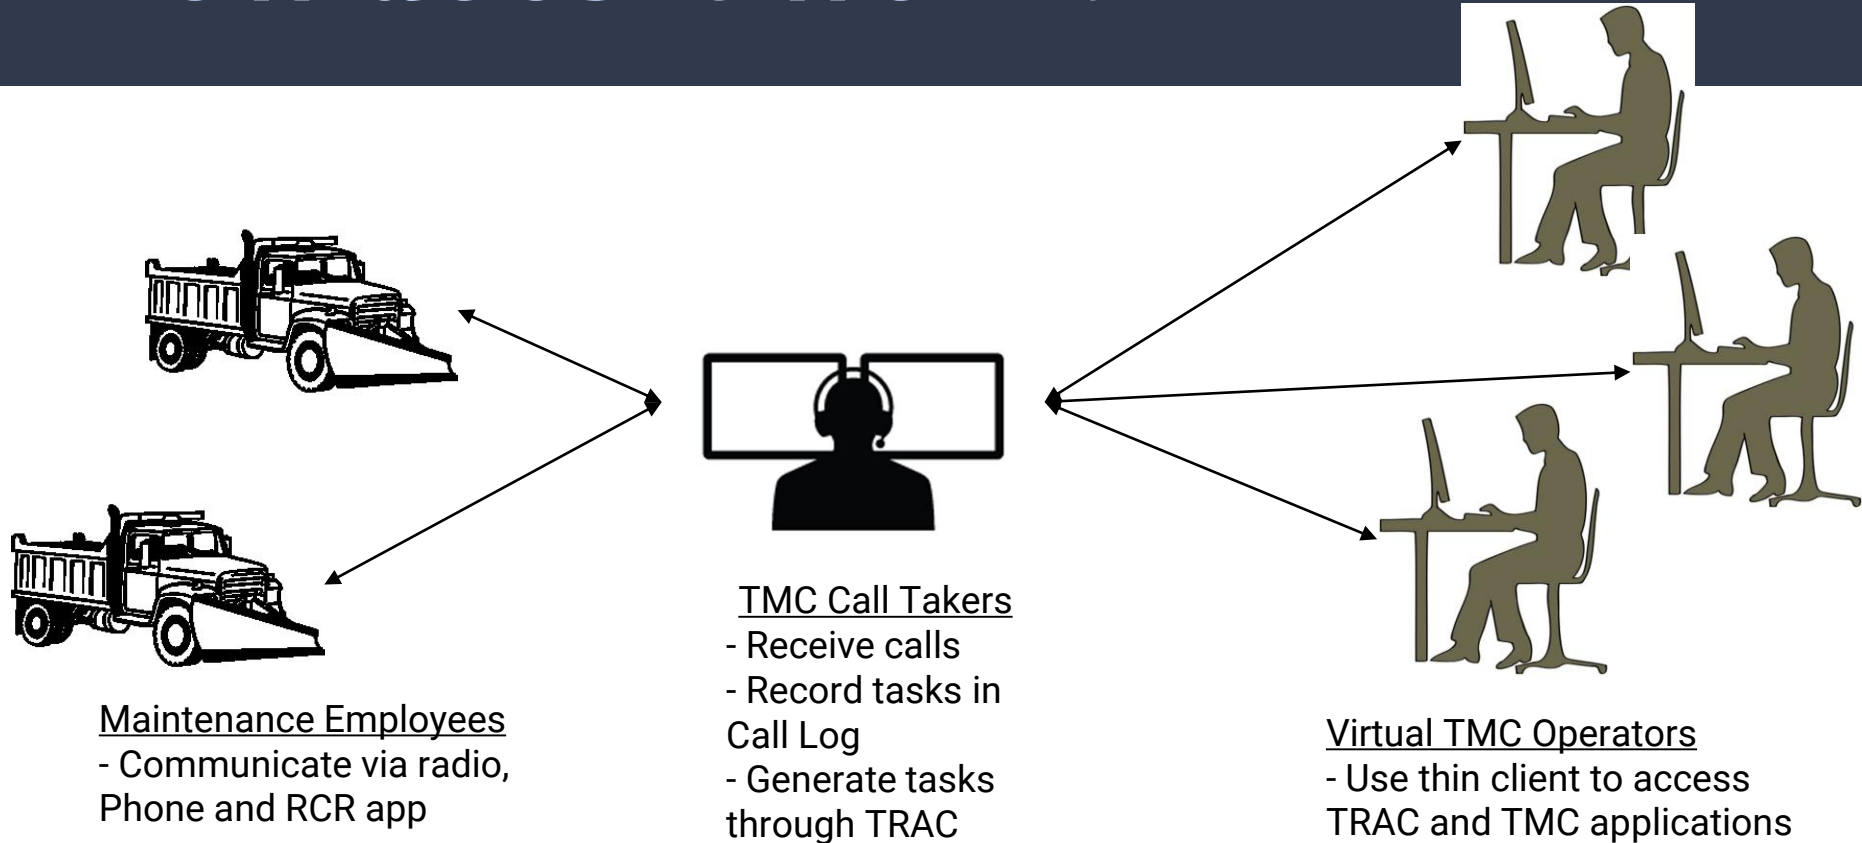 Maintenance Employees
- Communicate via radio,
Phone and RCR app
TMC Call Takers
- Receive calls
- Record tasks in
Call Log
- Generate tasks
through TRAC
Virtual TMC Operators
- Use thin client to access
TRAC and TMC applications